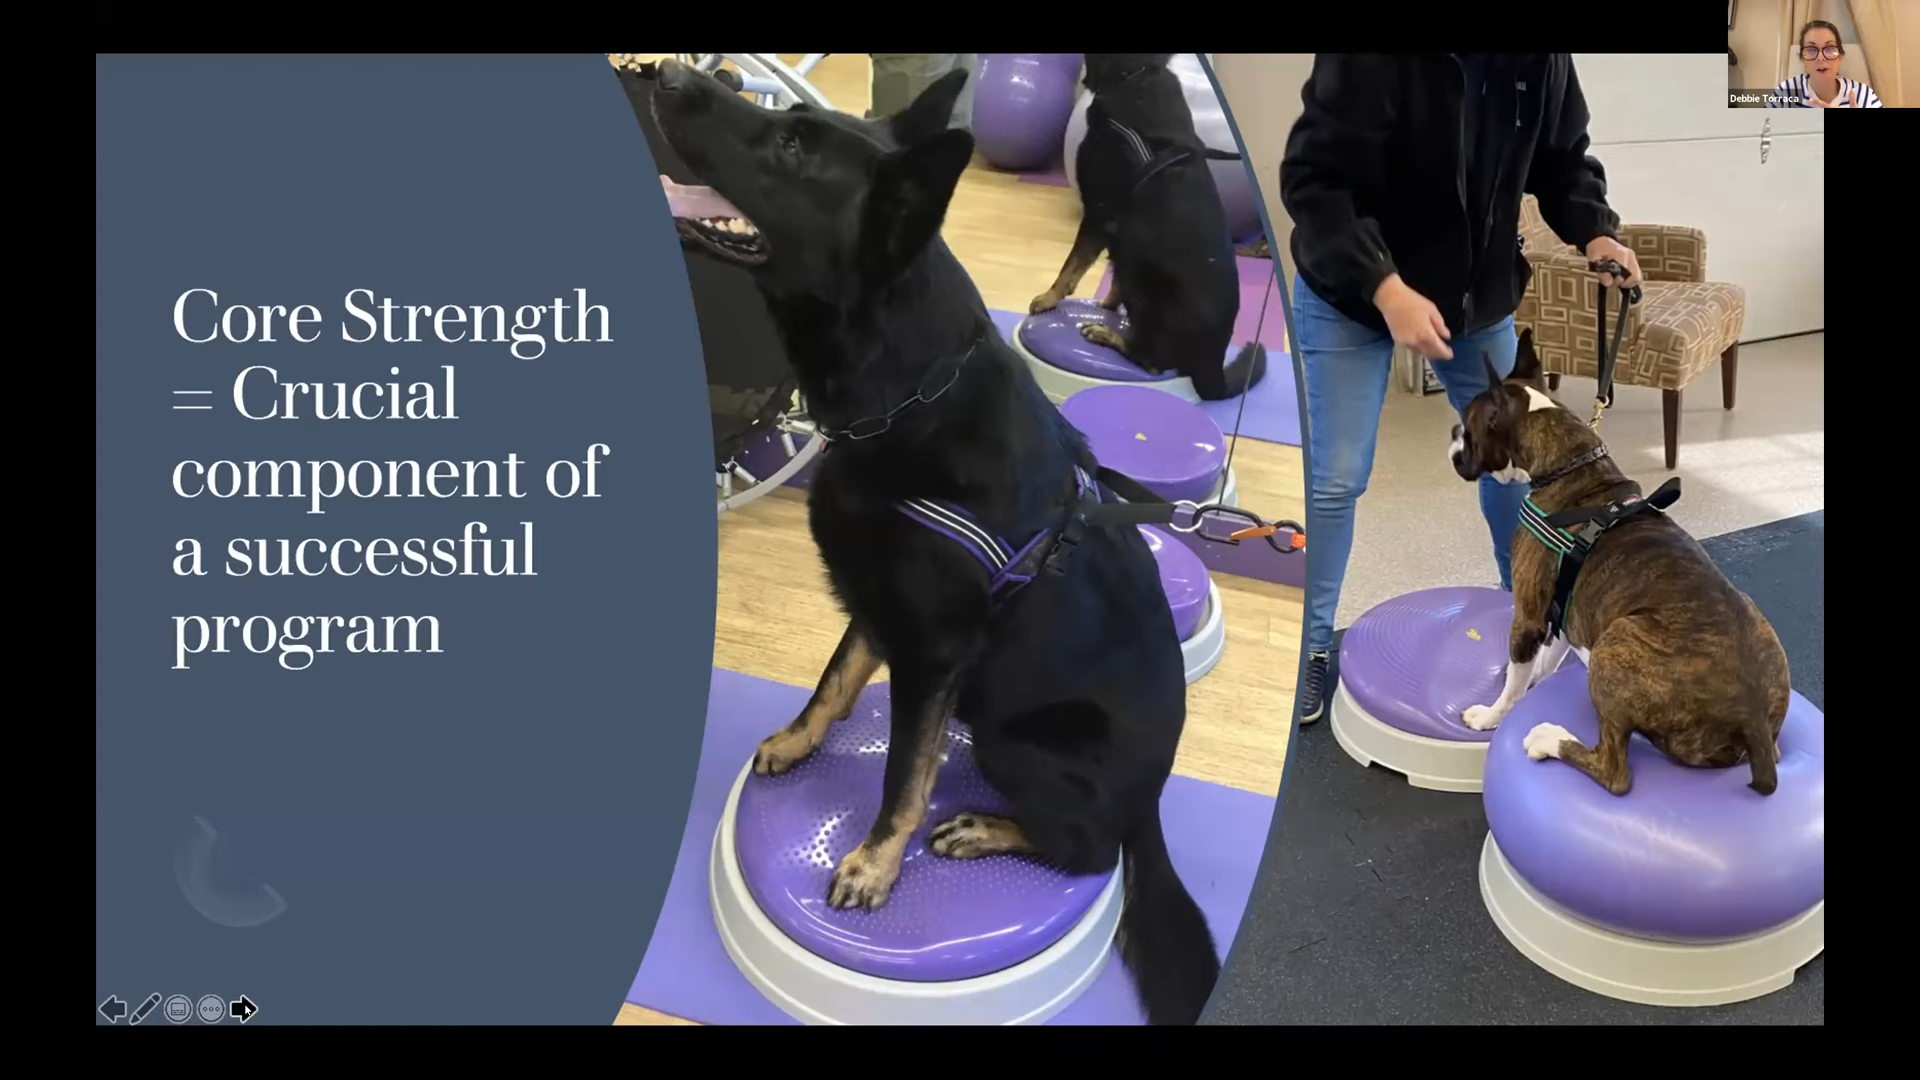 Debbie Torraca
Core Strength
= Crucial
component of
a successful
program